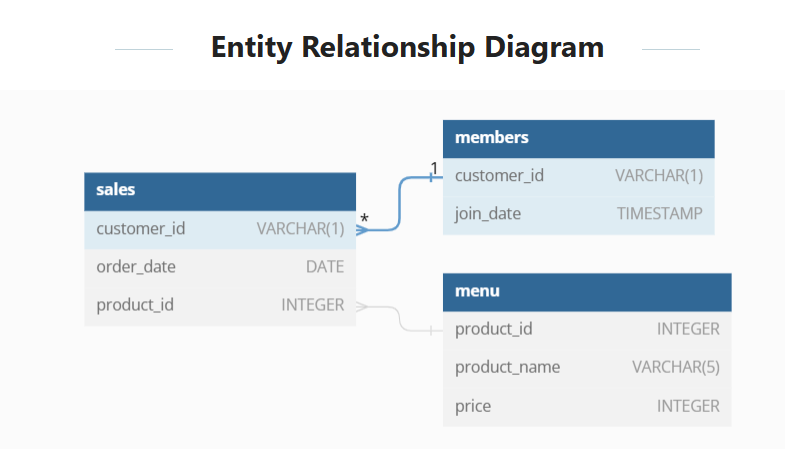 Entity Relationship Diagram
sales
customer_id VARCHAR(1)
order_date DATE
product_id INTEGER
*
1
members
customer_id VARCHAR(1)
join_date TIMESTAMP
menu
product_id INTEGER
product_name VARCHAR(5)
price INTEGER